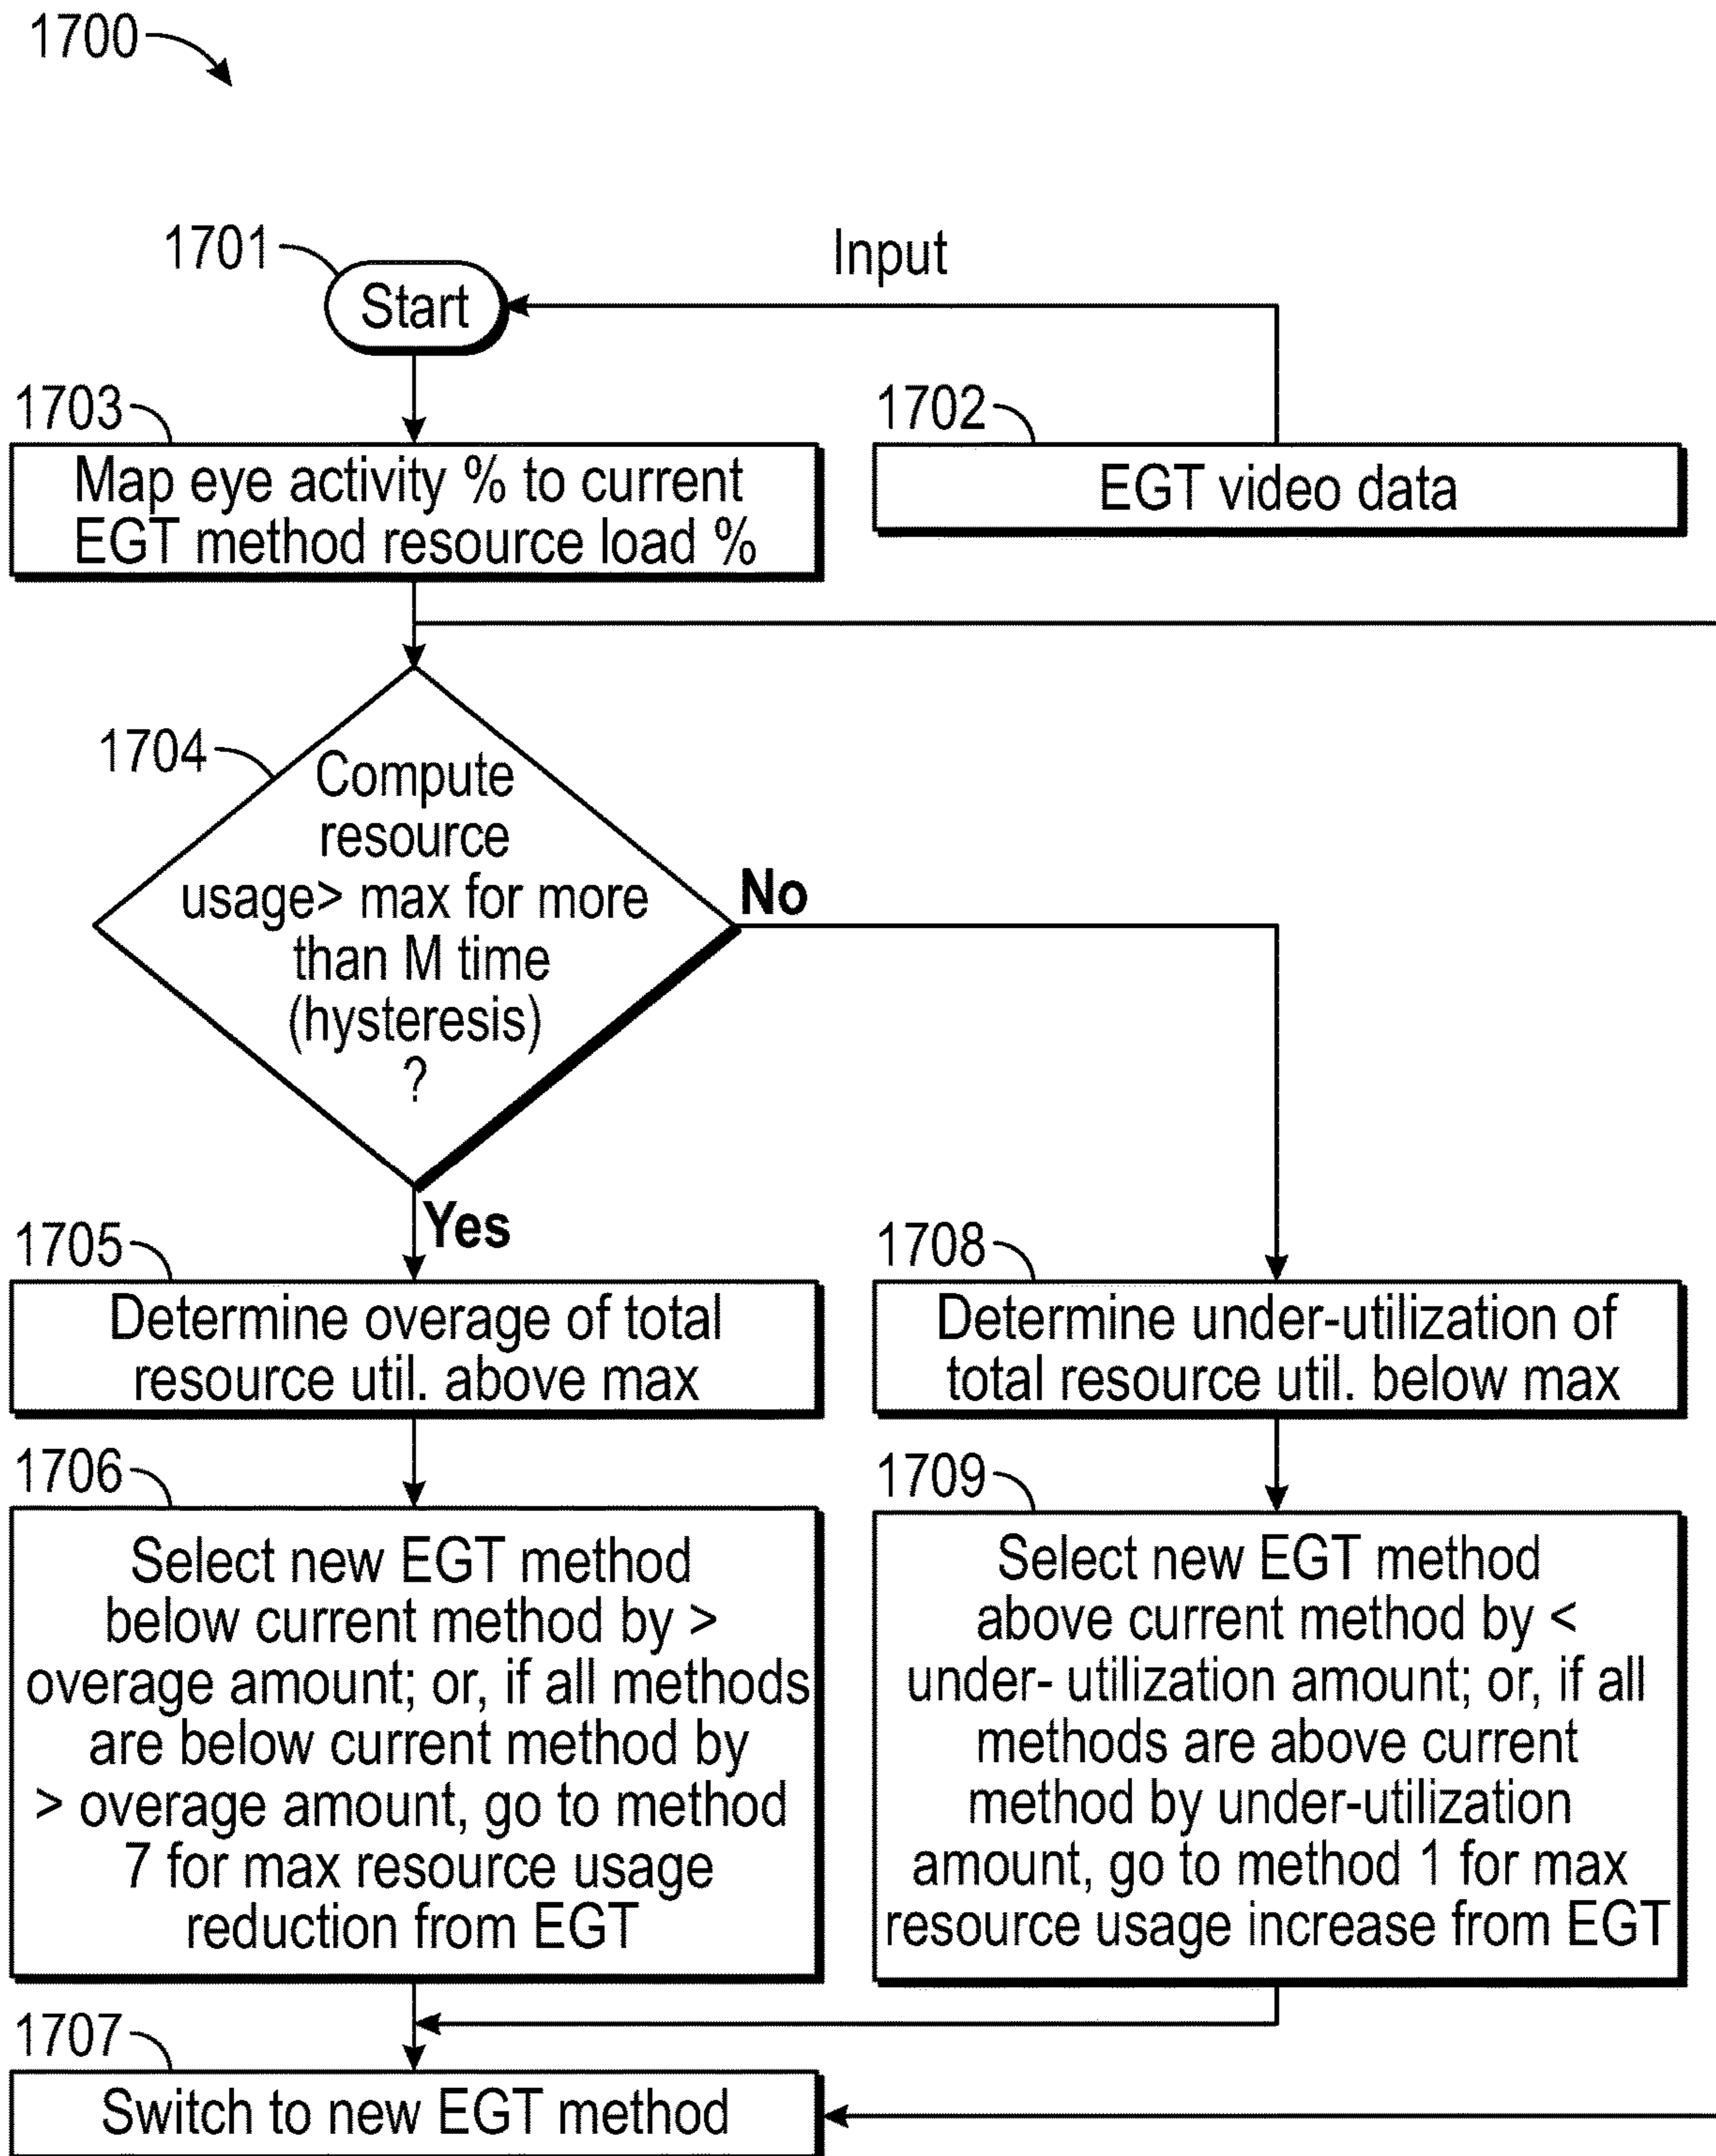 1700
1701
Input
Start
1703
1702
Map eye activity % to current
EGT method resource load %
EGT video data
1704
Compute
resource
usage> max for more
than M time
(hysteresis)
?
No
Yes
1705
1708
Determine overage of total
resource util. above max
Determine under-utilization of
total resource util. below max
1706
1709
Select new EGT method
below current method by >
overage amount; or, if all methods
are below current method by
> overage amount, go to method
7 for max resource usage
reduction from EGT
Select new EGT method
above current method by <
under- utilization amount; or, if all
methods are above current
method by under-utilization
amount, go to method 1 for max
resource usage increase from EGT
1707
Switch to new EGT method